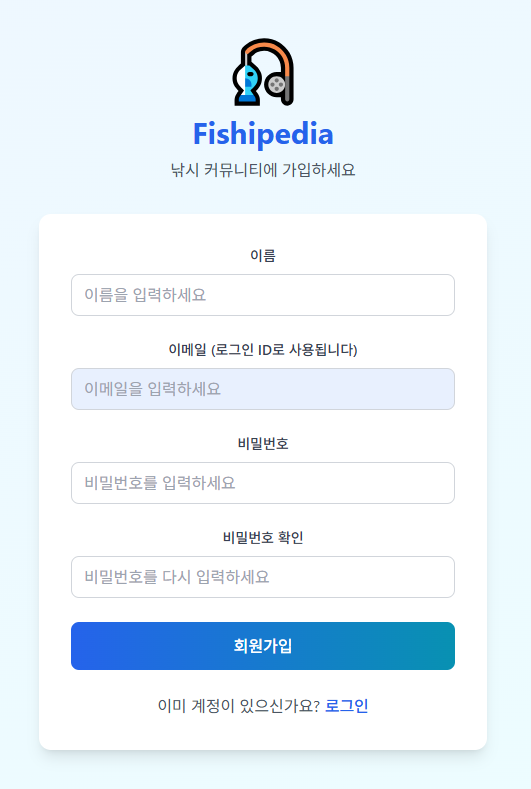 Fishipedia
낚시 커뮤니티에 가입하세요
이름
이름을 입력하세요
이메일 (로그인 ID로 사용됩니다)
이메일을 입력하세요
비밀번호
비밀번호를 입력하세요
비밀번호 확인
비밀번호를 다시 입력하세요
회원가입
이미 계정이 있으신가요? 로그인